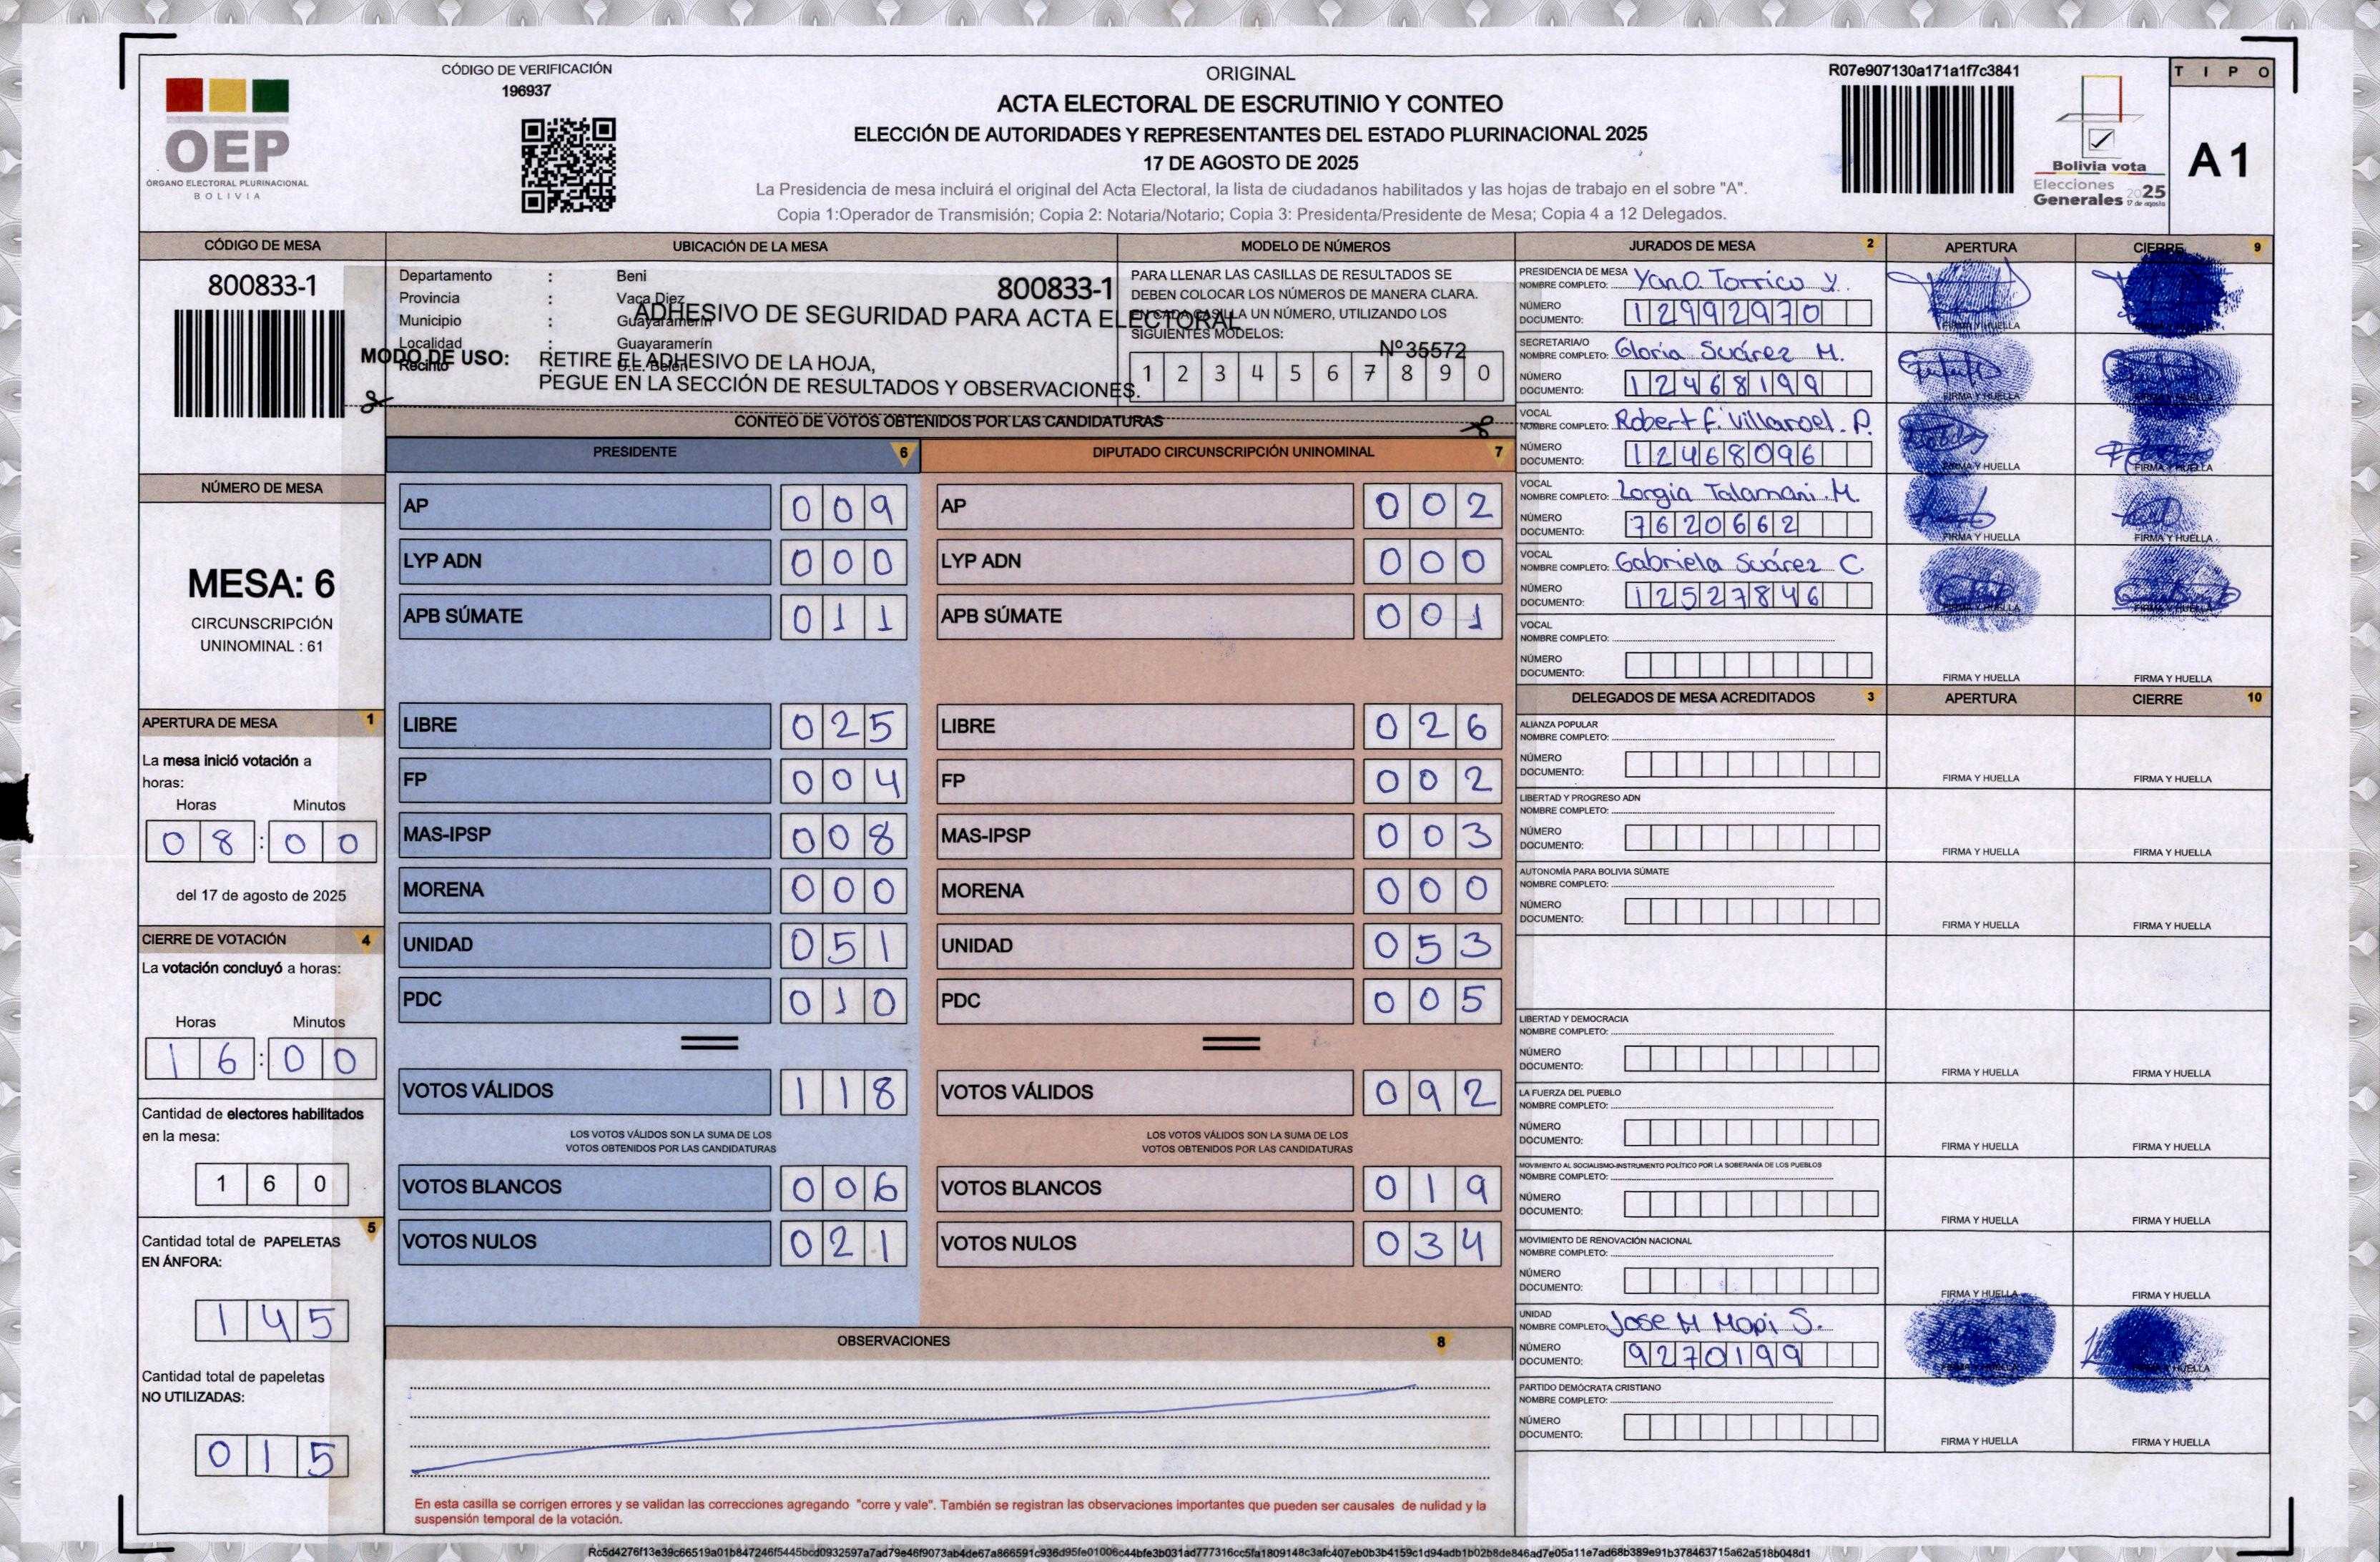 CÓDIGO DE VERIFICACIÓN
196937
OEP
ÓRGANO ELECTORAL PLURINACIONAL
BOLIVIA
ORIGINAL
ACTA ELECTORAL DE ESCRUTINIO Y CONTEO
ELECCIÓN DE AUTORIDADES Y REPRESENTANTES DEL ESTADO PLURINACIONAL 2025
17 DE AGOSTO DE 2025
La Presidencia de mesa incluirá el original del Acta Electoral, la lista de ciudadanos habilitados y las hojas de trabajo en el sobre "A".
Copia 1:Operador de Transmisión; Copia 2: Notaria/Notario; Copia 3: Presidenta/Presidente de Mesa; Copia 4 a 12 Delegados.
R07e907130a171a1f7c3841
Bolivia vota
Elecciones
Generales 2025
17 de agosto
TIPO
A1
CÓDIGO DE MESA
800833-1
NÚMERO DE MESA
MESA: 6
CIRCUNSCRIPCIÓN
UNINOMINAL : 61
APERTURA DE MESA 1
La mesa inició votación a
horas:
Horas Minutos
08:00
del 17 de agosto de 2025
CIERRE DE VOTACIÓN 4
La votación concluyó a horas:
Horas Minutos
16:00
Cantidad de electores habilitados
en la mesa:
160
5
Cantidad total de PAPELETAS
EN ÁNFORA:
145
Cantidad total de papeletas
NO UTILIZADAS:
015
UBICACIÓN DE LA MESA
Departamento : Beni
800833-1
Provincia : Vaca Diez
Municipio : Guayaramerín
Localidad : Guayaramerín
Recinto : U.E. Belén
ADHESIVO DE SEGURIDAD PARA ACTA ELECTORAL
MODO DE USO: RETIRE EL ADHESIVO DE LA HOJA,
PEGUE EN LA SECCIÓN DE RESULTADOS Y OBSERVACIONES.
MODELO DE NÚMEROS
PARA LLENAR LAS CASILLAS DE RESULTADOS SE
DEBEN COLOCAR LOS NÚMEROS DE MANERA CLARA.
EN CADA CASILLA UN NÚMERO, UTILIZANDO LOS
SIGUIENTES MODELOS:
Nº35572
1 2 3 4 5 6 7 8 9 0
CONTEO DE VOTOS OBTENIDOS POR LAS CANDIDATURAS
PRESIDENTE 6
AP 009
LYP ADN 000
APB SÚMATE 011
LIBRE 025
FP 004
MAS-IPSP 008
MORENA 000
UNIDAD 051
PDC 010
VOTOS VÁLIDOS 118
LOS VOTOS VÁLIDOS SON LA SUMA DE LOS
VOTOS OBTENIDOS POR LAS CANDIDATURAS
VOTOS BLANCOS 006
VOTOS NULOS 021
DIPUTADO CIRCUNSCRIPCIÓN UNINOMINAL 7
AP 002
LYP ADN 000
APB SÚMATE 001
LIBRE 026
FP 002
MAS-IPSP 003
MORENA 000
UNIDAD 053
PDC 005
VOTOS VÁLIDOS 092
LOS VOTOS VÁLIDOS SON LA SUMA DE LOS
VOTOS OBTENIDOS POR LAS CANDIDATURAS
VOTOS BLANCOS 019
VOTOS NULOS 034
OBSERVACIONES 8
En esta casilla se corrigen errores y se validan las correcciones agregando "corre y vale". También se registran las observaciones importantes que pueden ser causales de nulidad y la
suspensión temporal de la votación.
JURADOS DE MESA 2 APERTURA CIERRE 9
PRESIDENCIA DE MESA
NOMBRE COMPLETO: Yan.O. Torrico Y.
NÚMERO
DOCUMENTO: 12992970
FIRMA Y HUELLA
SECRETARIA/O
NOMBRE COMPLETO: Gloria Suárez M.
NÚMERO
DOCUMENTO: 12468199
FIRMA Y HUELLA FIRMA Y HUELLA
VOCAL
NOMBRE COMPLETO: Robert F. Villaroel. P.
NÚMERO
DOCUMENTO: 12468096
FIRMA Y HUELLA FIRMA Y HUELLA
VOCAL
NOMBRE COMPLETO: Lorgia Talamani.M.
NÚMERO
DOCUMENTO: 7620662
FIRMA Y HUELLA FIRMA Y HUELLA
VOCAL
NOMBRE COMPLETO: Gabriela Suárez C.
NÚMERO
DOCUMENTO: 12527846
FIRMA Y HUELLA FIRMA Y HUELLA
VOCAL
NOMBRE COMPLETO:
NÚMERO
DOCUMENTO:
FIRMA Y HUELLA FIRMA Y HUELLA
DELEGADOS DE MESA ACREDITADOS 3 APERTURA CIERRE 10
ALIANZA POPULAR
NOMBRE COMPLETO:
NÚMERO
DOCUMENTO:
FIRMA Y HUELLA FIRMA Y HUELLA
LIBERTAD Y PROGRESO ADN
NOMBRE COMPLETO:
NÚMERO
DOCUMENTO:
FIRMA Y HUELLA FIRMA Y HUELLA
AUTONOMÍA PARA BOLIVIA SÚMATE
NOMBRE COMPLETO:
NÚMERO
DOCUMENTO:
FIRMA Y HUELLA FIRMA Y HUELLA
LIBERTAD Y DEMOCRACIA
NOMBRE COMPLETO:
NÚMERO
DOCUMENTO:
FIRMA Y HUELLA FIRMA Y HUELLA
LA FUERZA DEL PUEBLO
NOMBRE COMPLETO:
NÚMERO
DOCUMENTO:
FIRMA Y HUELLA FIRMA Y HUELLA
MOVIMIENTO AL SOCIALISMO-INSTRUMENTO POLÍTICO POR LA SOBERANÍA DE LOS PUEBLOS
NOMBRE COMPLETO:
NÚMERO
DOCUMENTO:
FIRMA Y HUELLA FIRMA Y HUELLA
MOVIMIENTO DE RENOVACIÓN NACIONAL
NOMBRE COMPLETO:
NÚMERO
DOCUMENTO:
FIRMA Y HUELLA FIRMA Y HUELLA
UNIDAD
NOMBRE COMPLETO: Jose M Mopi S.
NÚMERO
DOCUMENTO: 9270199
FIRMA Y HUELLA FIRMA Y HUELLA
PARTIDO DEMÓCRATA CRISTIANO
NOMBRE COMPLETO:
NÚMERO
DOCUMENTO:
FIRMA Y HUELLA FIRMA Y HUELLA